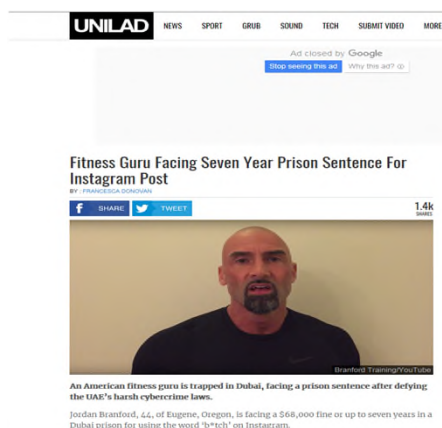 UNILAD NEWS SPORT GRUB SOUND TECH SUBMIT VIDEO MORE
Ad closed by Google
Stop seeing this ad Why this ad?
Fitness Guru Facing Seven Year Prison Sentence For
Instagram Post
BY : FRANCESCA DONOVAN
f SHARE TWEET 1.4k
SHARES
Branford Training/YouTube
An American fitness guru is trapped in Dubai, facing a prison sentence after defying
the UAE's harsh cybercrime laws.
Jordan Branford, 44, of Eugene, Oregon, is facing a $68,000 fine or up to seven years in a
Dubai prison for using the word 'b*tch' on Instagram.